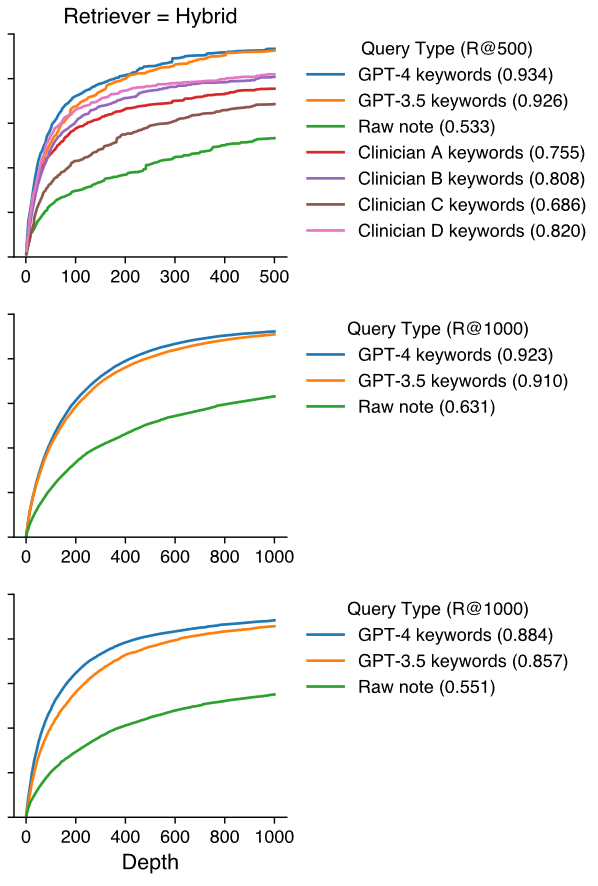 Retriever = Hybrid
Query Type (R@500)
GPT-4 keywords (0.934)
GPT-3.5 keywords (0.926)
Raw note (0.533)
Clinician A keywords (0.755)
Clinician B keywords (0.808)
Clinician C keywords (0.686)
Clinician D keywords (0.820)
0 100 200 300 400 500
Query Type (R@1000)
GPT-4 keywords (0.923)
GPT-3.5 keywords (0.910)
Raw note (0.631)
0 200 400 600 800 1000
Query Type (R@1000)
GPT-4 keywords (0.884)
GPT-3.5 keywords (0.857)
Raw note (0.551)
0 200 400 600 800 1000
Depth